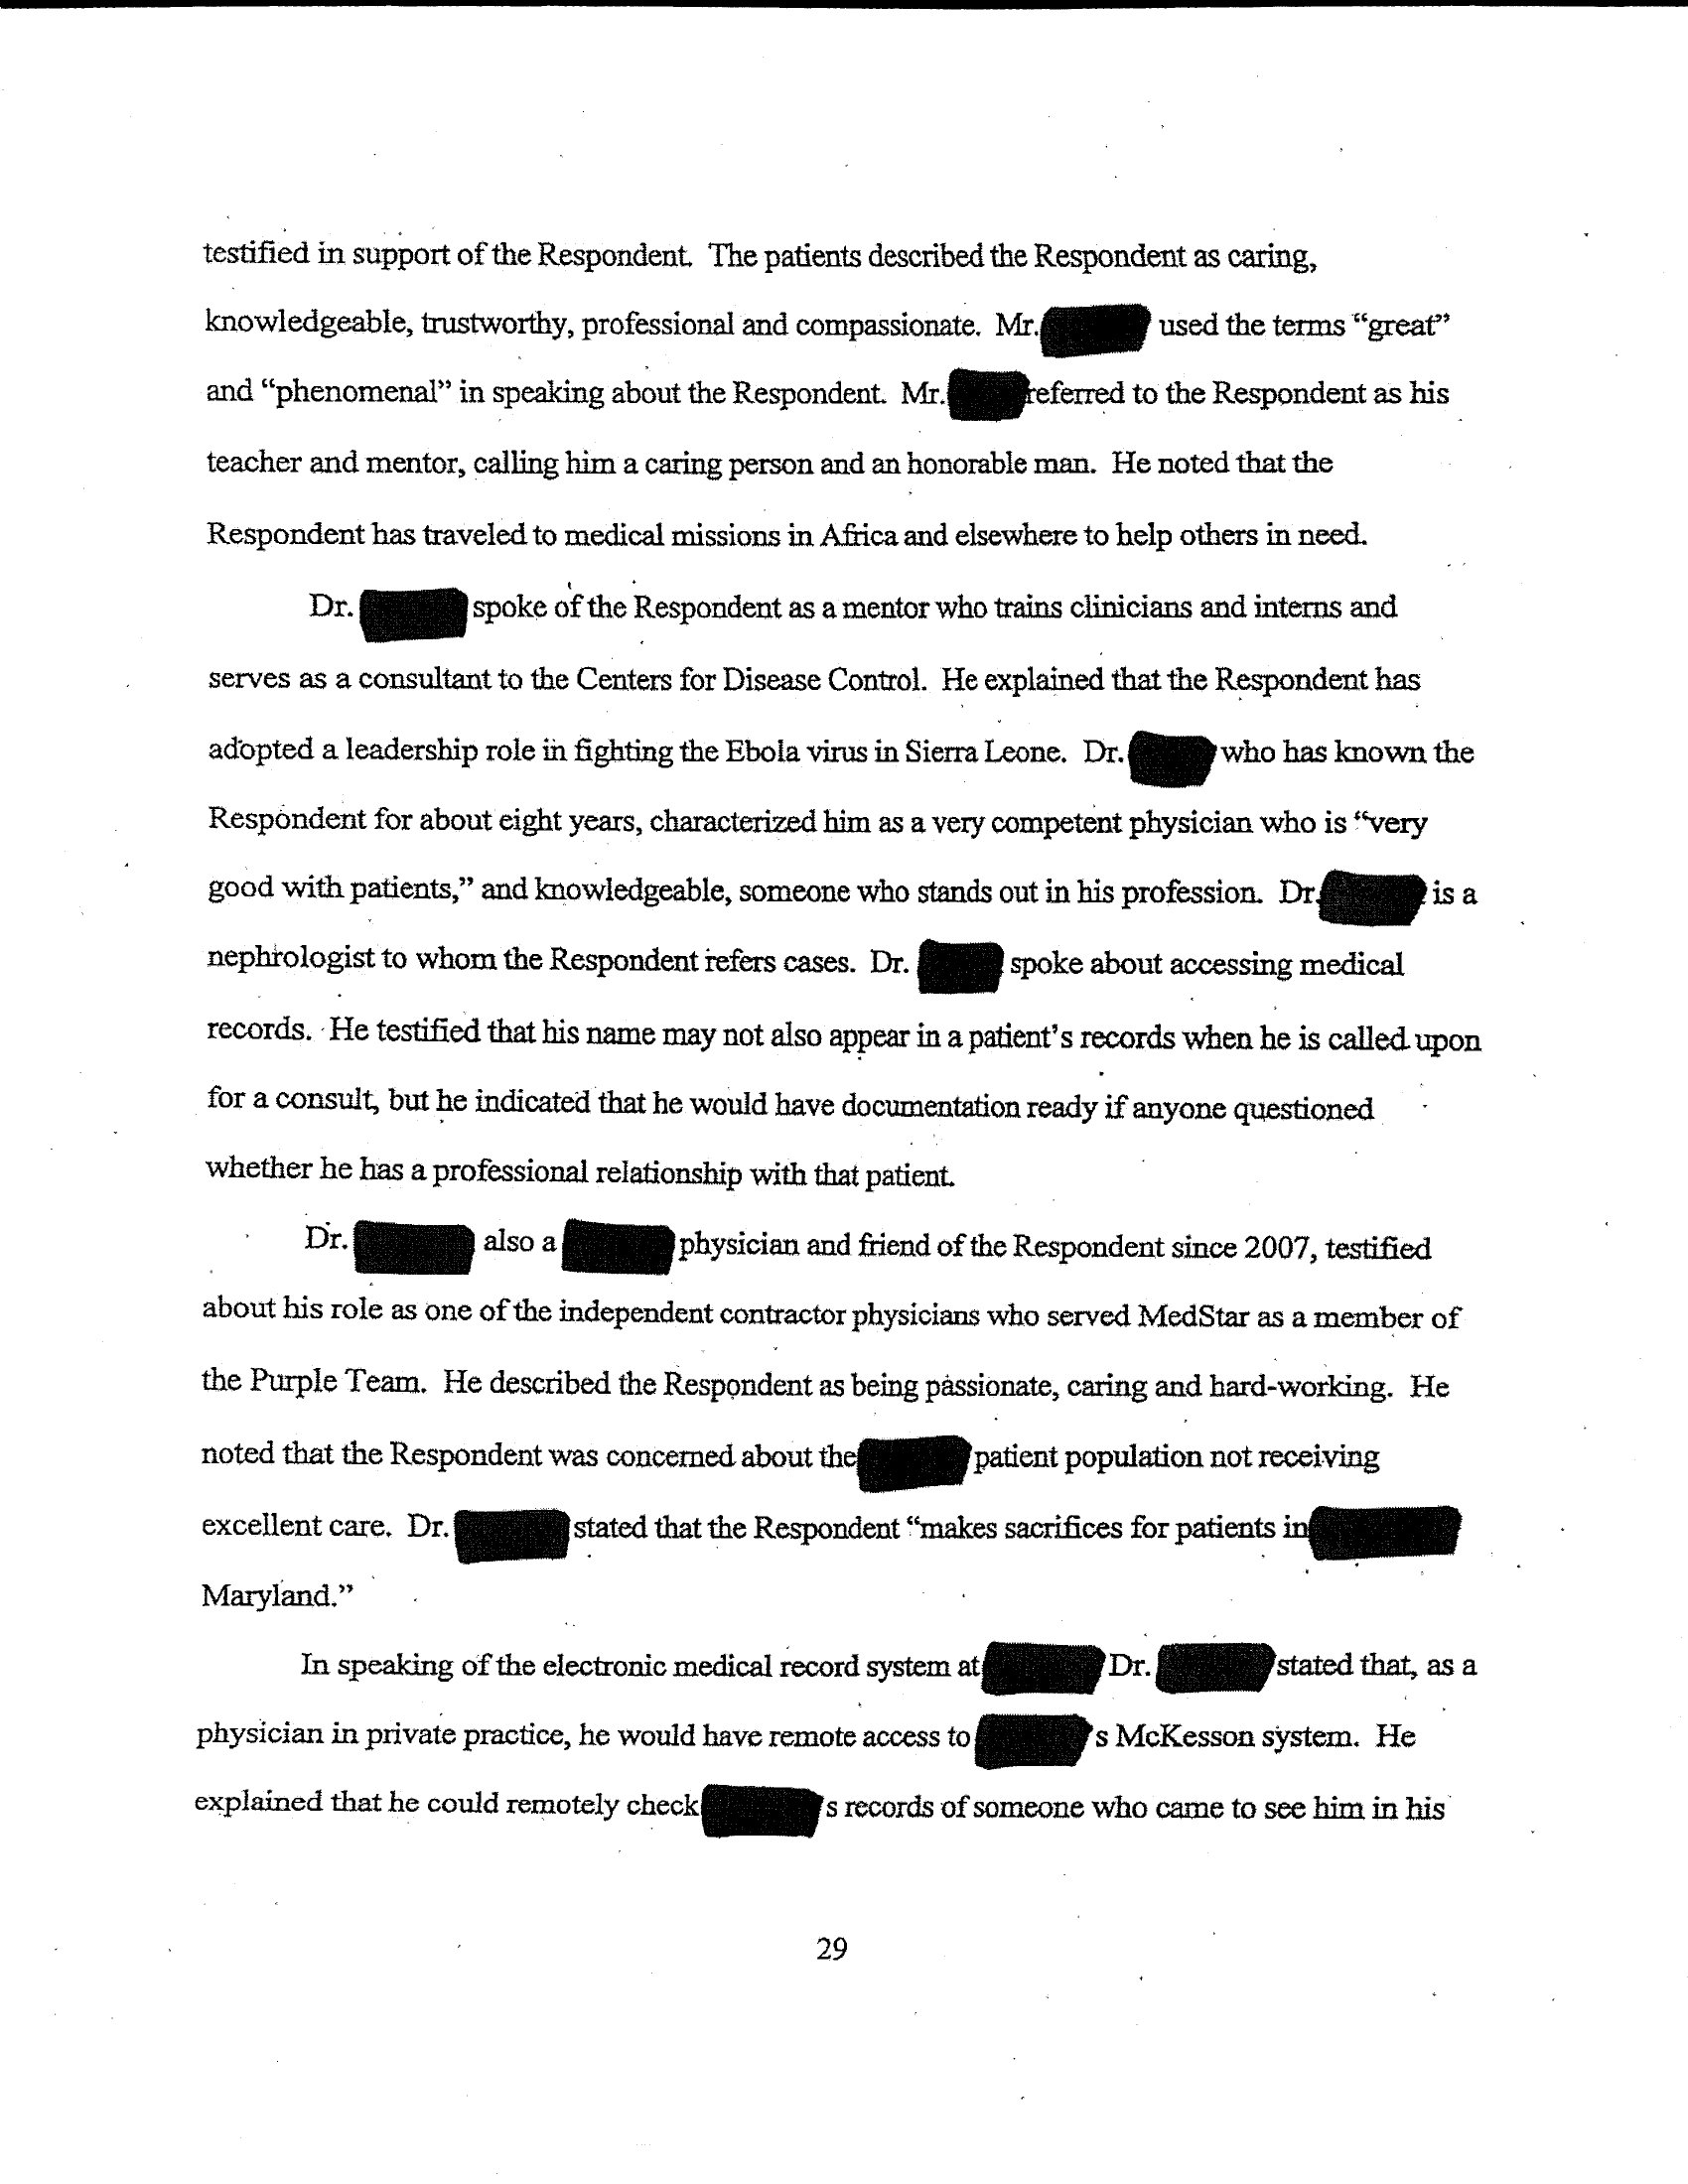 testified in support of the Respondent. The patients described the Respondent as caring,
knowledgeable, trustworthy, professional and compassionate. Mr. used the terms “great”
and “phenomenal” in speaking about the Respondent. Mr. referred to the Respondent as his
teacher and mentor, calling him a caring person and an honorable man. He noted that the
Respondent has traveled to medical missions in Africa and elsewhere to help others in need.
Dr. spoke of the Respondent as a mentor who trains clinicians and interns and
serves as a consultant to the Centers for Disease Control. He explained that the Respondent has
adopted a leadership role in fighting the Ebola virus in Sierra Leone. Dr. who has known the
Respondent for about eight years, characterized him as a very competent physician who is “very
good with patients,” and knowledgeable, someone who stands out in his profession. Dr. is a
nephrologist to whom the Respondent refers cases. Dr. spoke about accessing medical
records. He testified that his name may not also appear in a patient’s records when he is called upon
for a consult, but he indicated that he would have documentation ready if anyone questioned
whether he has a professional relationship with that patient.
Dr. also a physician and friend of the Respondent since 2007, testified
about his role as one of the independent contractor physicians who served MedStar as a member of
the Purple Team. He described the Respondent as being passionate, caring and hard-working. He
noted that the Respondent was concerned about the patient population not receiving
excellent care. Dr. stated that the Respondent “makes sacrifices for patients in
Maryland.”
In speaking of the electronic medical record system at Dr. stated that, as a
physician in private practice, he would have remote access to ’s McKesson system. He
explained that he could remotely check ’s records of someone who came to see him in his
29